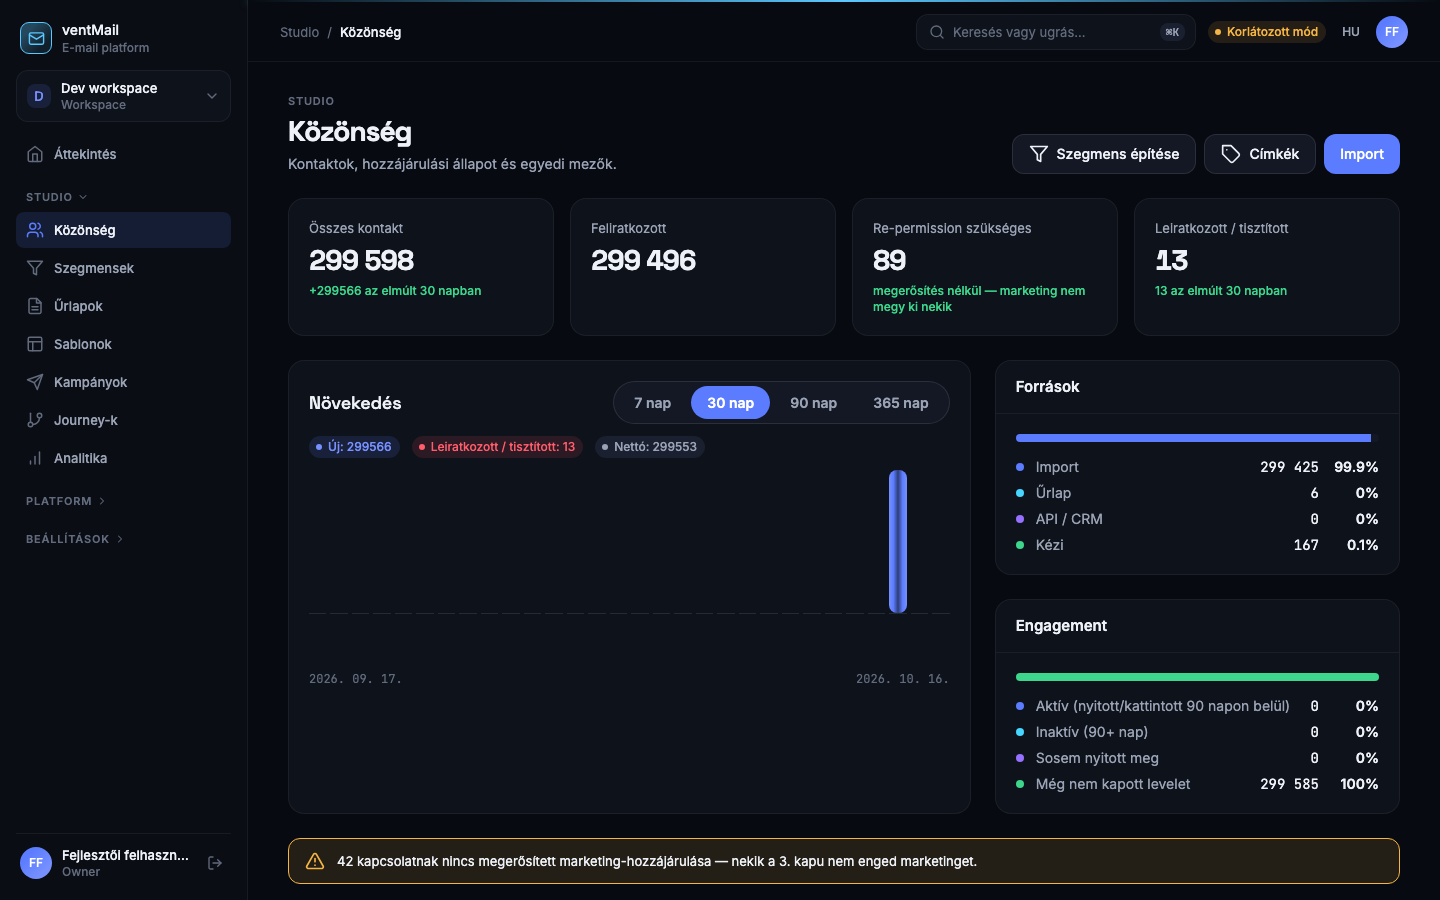 ventMail
E-mail platform
D
Dev workspace
Workspace
Áttekintés
STUDIO
Közönség
Szegmensek
Űrlapok
Sablonok
Kampányok
Journey-k
Analitika
PLATFORM
BEÁLLÍTÁSOK
FF
Fejlesztői felhaszn...
Owner
Studio / Közönség
Keresés vagy ugrás... ⌘K
Korlátozott mód
HU
FF
STUDIO
Közönség
Kontaktok, hozzájárulási állapot és egyedi mezők.
Szegmens építése
Címkék
Import
Összes kontakt
299 598
+299566 az elmúlt 30 napban
Feliratkozott
299 496
Re-permission szükséges
89
megerősítés nélkül — marketing nem
megy ki nekik
Leiratkozott / tisztított
13
13 az elmúlt 30 napban
Növekedés
7 nap 30 nap 90 nap 365 nap
Új: 299566 Leiratkozott / tisztított: 13 Nettó: 299553
2026. 09. 17. 2026. 10. 16.
Források
Import 299 425 99.9%
Űrlap 6 0%
API / CRM 0 0%
Kézi 167 0.1%
Engagement
Aktív (nyitott/kattintott 90 napon belül) 0 0%
Inaktív (90+ nap) 0 0%
Sosem nyitott meg 0 0%
Még nem kapott levelet 299 585 100%
42 kapcsolatnak nincs megerősített marketing-hozzájárulása — nekik a 3. kapu nem enged marketinget.